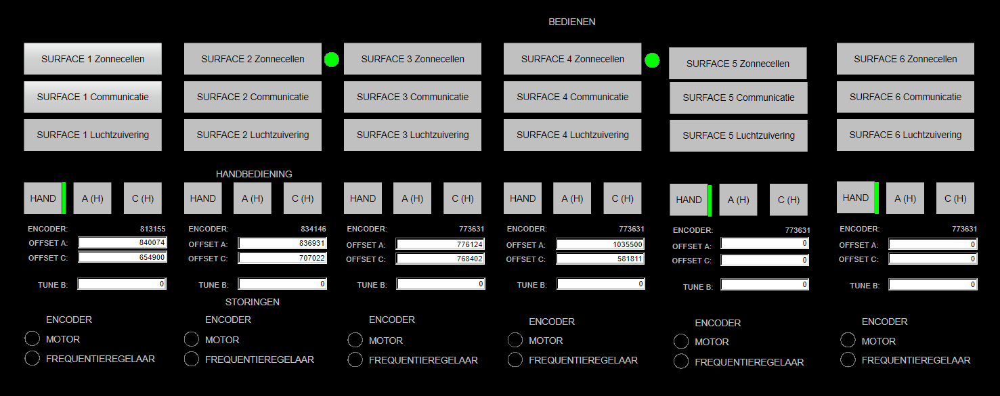 BEDIENEN
SURFACE 1 Zonnecellen
SURFACE 2 Zonnecellen
SURFACE 3 Zonnecellen
SURFACE 4 Zonnecellen
SURFACE 5 Zonnecellen
SURFACE 6 Zonnecellen
SURFACE 1 Communicatie
SURFACE 2 Communicatie
SURFACE 3 Communicatie
SURFACE 4 Communicatie
SURFACE 5 Communicatie
SURFACE 6 Communicatie
SURFACE 1 Luchtzuivering
SURFACE 2 Luchtzuivering
SURFACE 3 Luchtzuivering
SURFACE 4 Luchtzuivering
SURFACE 5 Luchtzuivering
SURFACE 6 Luchtzuivering
HANDBEDIENING
HAND A (H) C (H)
HAND A (H) C (H)
HAND A (H) C (H)
HAND A (H) C (H)
HAND A (H) C (H)
HAND A (H) C (H)
ENCODER: 813155
ENCODER: 834146
ENCODER: 773631
ENCODER: 773631
ENCODER: 773631
ENCODER: 773631
OFFSET A: 840074
OFFSET A: 836931
OFFSET A: 776124
OFFSET A: 1035500
OFFSET A: 0
OFFSET A: 0
OFFSET C: 654900
OFFSET C: 707022
OFFSET C: 768402
OFFSET C: 581811
OFFSET C: 0
OFFSET C: 0
TUNE B: 0
TUNE B: 0
TUNE B: 0
TUNE B: 0
TUNE B: 0
TUNE B: 0
STORINGEN
ENCODER
ENCODER
ENCODER
ENCODER
ENCODER
ENCODER
MOTOR
MOTOR
MOTOR
MOTOR
MOTOR
MOTOR
FREQUENTIEREGELAAR
FREQUENTIEREGELAAR
FREQUENTIEREGELAAR
FREQUENTIEREGELAAR
FREQUENTIEREGELAAR
FREQUENTIEREGELAAR